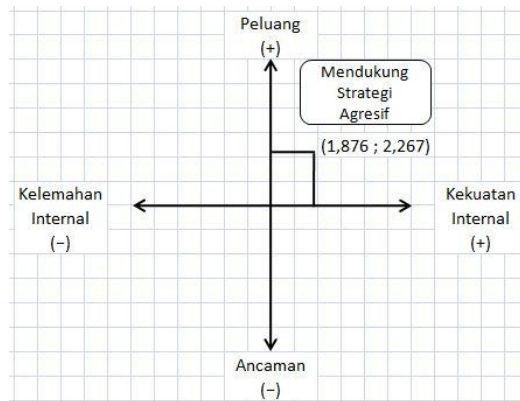 Peluang
(+)
Mendukung
Strategi
Agresif
(1,876 ; 2,267)
Kelemahan
Internal
(−)
Kekuatan
Internal
(+)
Ancaman
(−)